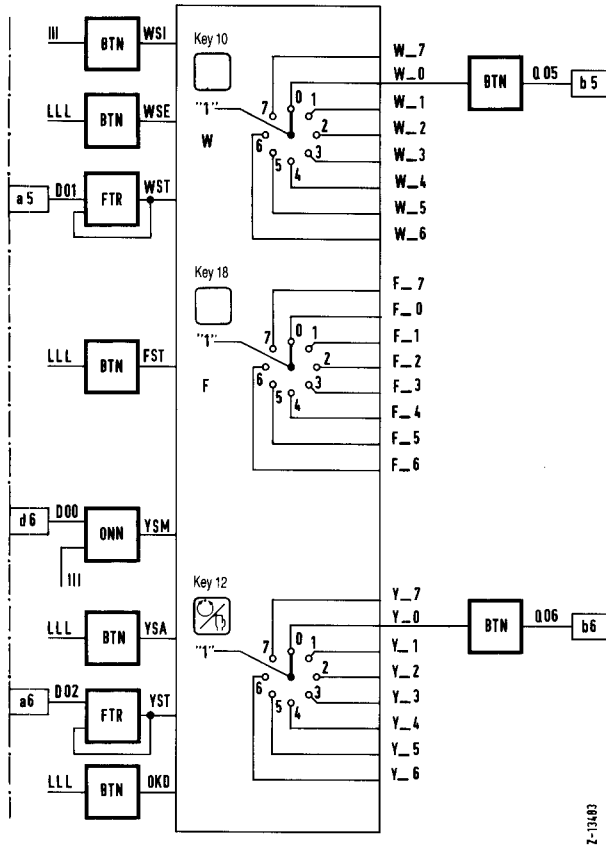 III BTN WSI
Key 10
W_7
W_0 BTN Q05 b5
"1" 7 0 1 W_1
LLL BTN WSE
6 2 W_2
W
5 4 3 W_3
W_4
a5 D01 FTR WST
W_5
W_6
Key 18
F_7
F_0
"1" 7 0 1 F_1
LLL BTN FST
6 2 F_2
F
5 4 3 F_3
F_4
F_5
F_6
d6 D00 ONN YSM
III
Key 12
Y_7
Y_0 BTN Q06 b6
LLL BTN YSA
"1" 7 0 1 Y_1
6 2 Y_2
5 4 3 Y_3
a6 D02 FTR YST
Y_4
Y_5
Y_6
LLL BTN OKD
Z-13483